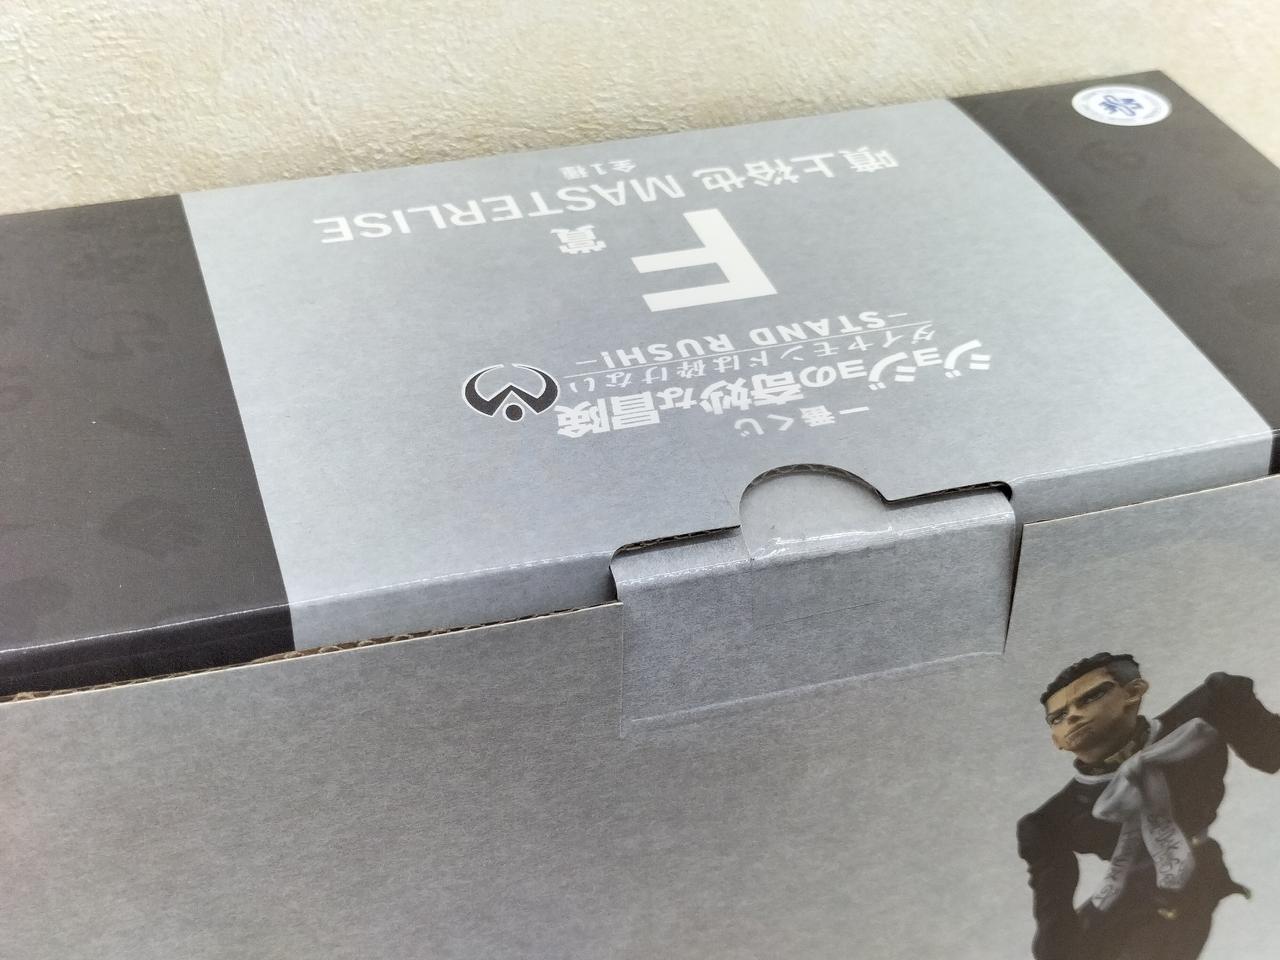 一番くじ
ジョジョの奇妙な冒険
ダイヤモンドは砕けない
-STAND RUSH!-
F賞
噴上裕也 MASTERLISE
全1種